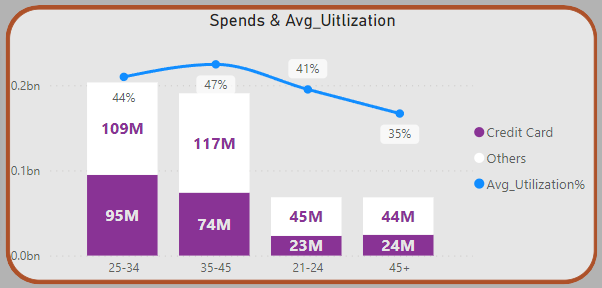 Spends & Avg_Uitlization
0.2bn
0.1bn
0.0bn
44%
47%
41%
35%
109M
117M
45M
44M
95M
74M
23M
24M
25-34
35-45
21-24
45+
Credit Card
Others
Avg_Utilization%